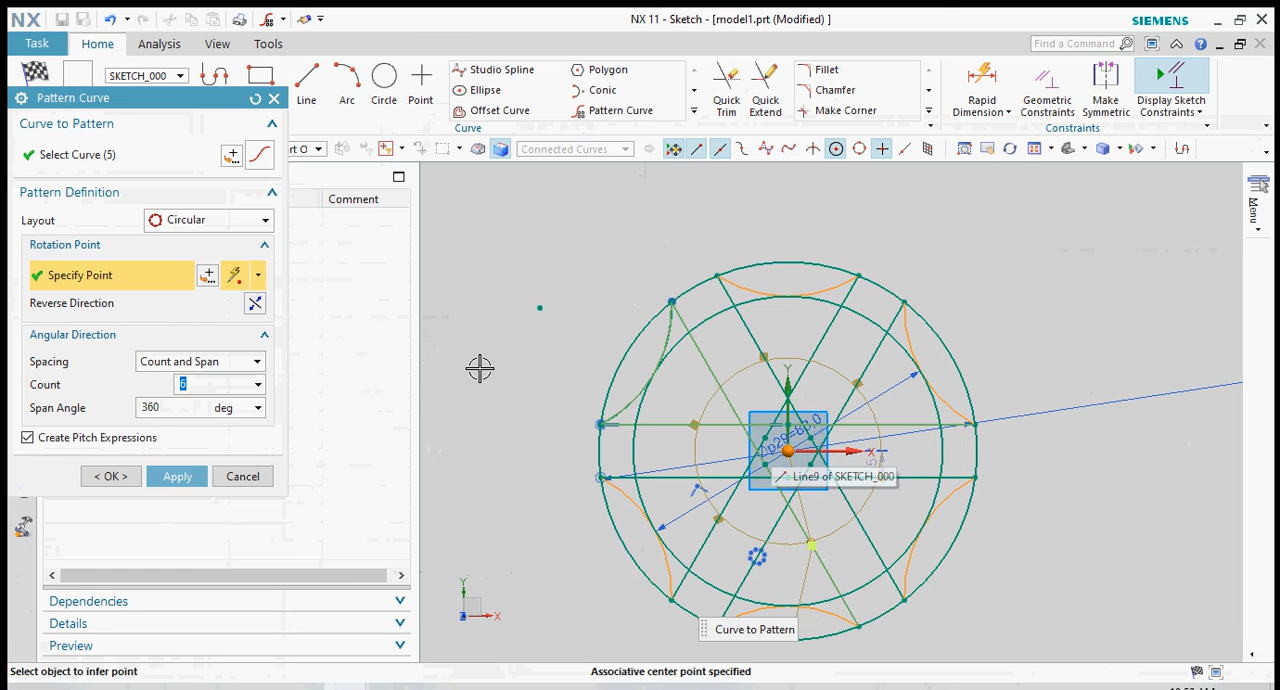 NX
NX 11 - Sketch - [model1.prt (Modified) ]
SIEMENS
Task
Home
Analysis
View
Tools
Find a Command
SKETCH_000
Line
Arc
Circle
Point
Studio Spline
Ellipse
Offset Curve
Polygon
Conic
Pattern Curve
Curve
Quick Trim
Quick Extend
Fillet
Chamfer
Make Corner
Rapid Dimension
Geometric Constraints
Make Symmetric
Display Sketch Constraints
Constraints
Pattern Curve
Curve to Pattern
Select Curve (5)
Pattern Definition
Layout
Circular
Rotation Point
Specify Point
Reverse Direction
Angular Direction
Spacing
Count and Span
Count
6
Span Angle
360
deg
Create Pitch Expressions
< OK >
Apply
Cancel
rt O
Connected Curves
Comment
Menu
Y
X
Line9 of SKETCH_000
Y
X
Curve to Pattern
Dependencies
Details
Preview
Select object to infer point
Associative center point specified